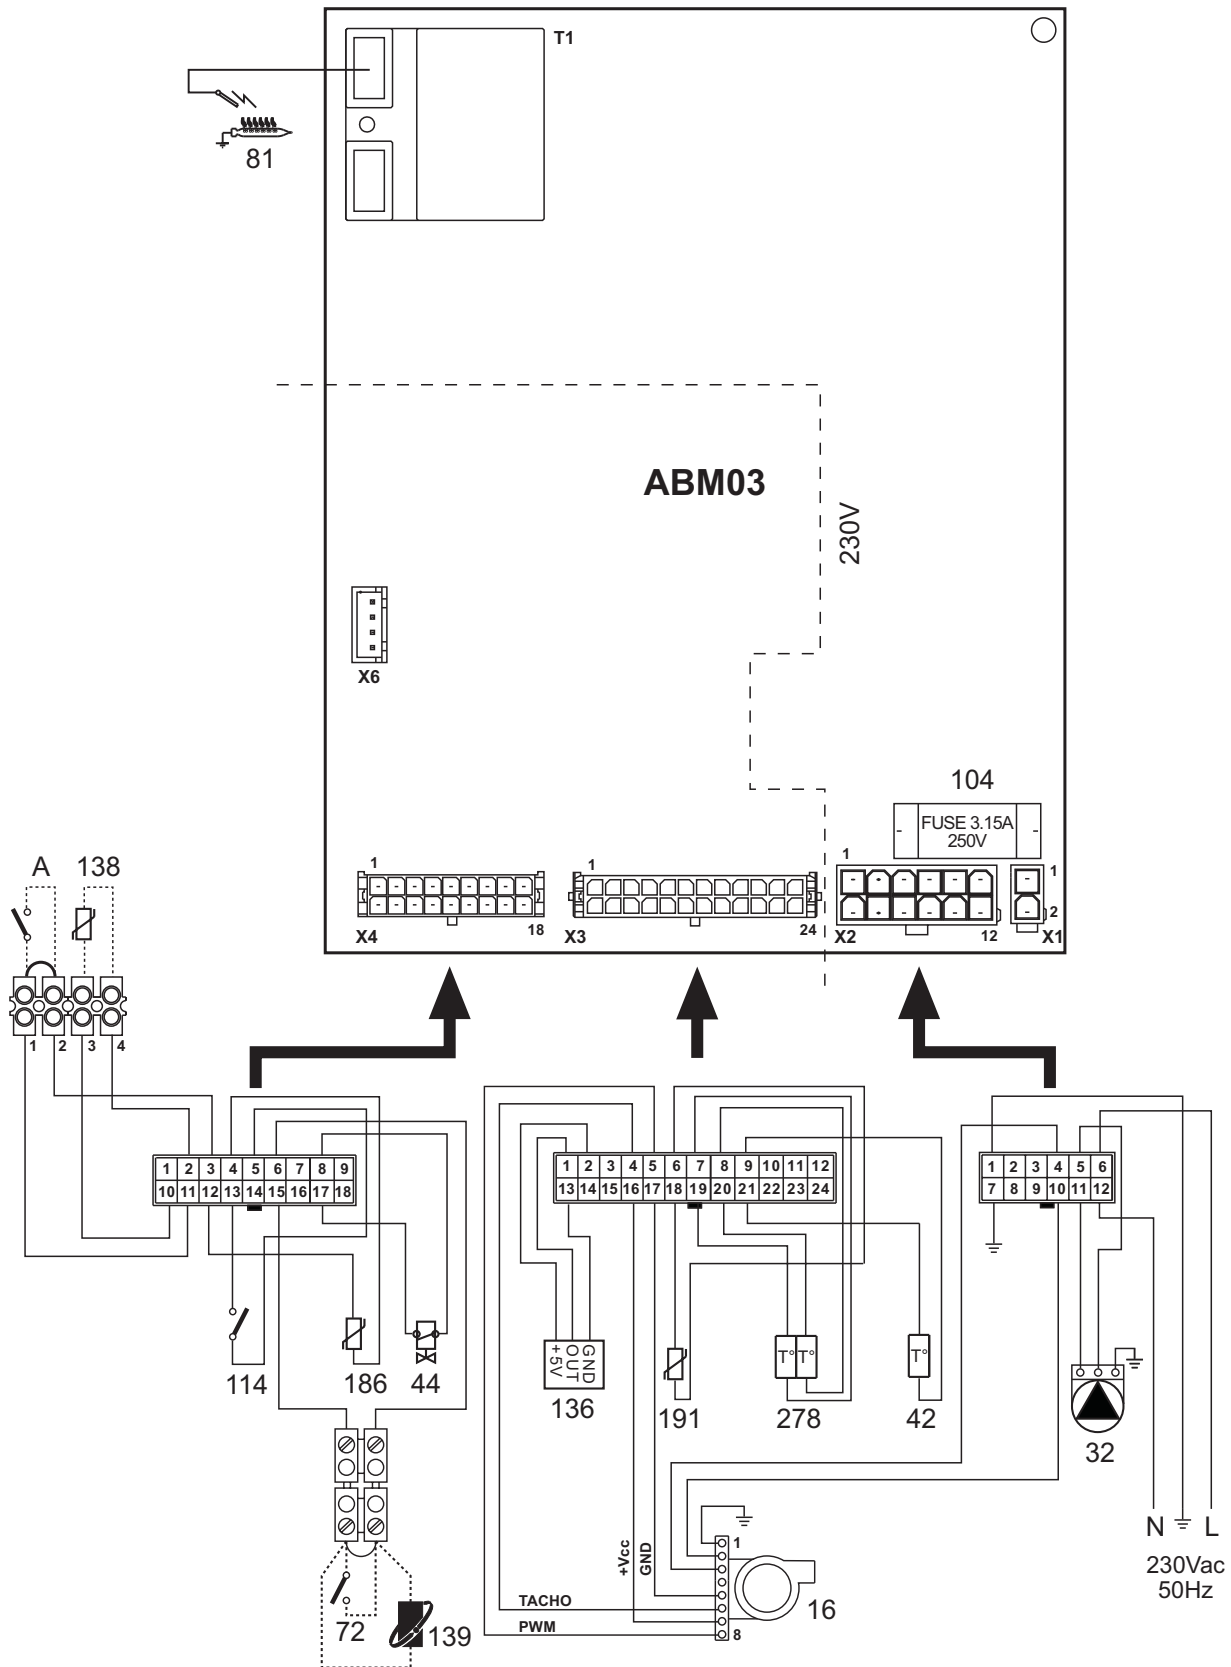 T1
81
ABM03
230V
X6
104
FUSE 3.15A
250V
A 138
1 1 1 1
2
X4 18 X3 24 X2 12 X1
1 2 3 4
1 2 3 4 5 6 7 8 9
10 11 12 13 14 15 16 17 18
1 2 3 4 5 6 7 8 9 10 11 12
13 14 15 16 17 18 19 20 21 22 23 24
1 2 3 4 5 6
7 8 9 10 11 12
+5V
OUT
GND
T° T° T°
114 186 44 136 191 278 42 32
N L
230Vac
50Hz
+Vcc
GND
1
TACHO
PWM
8
16
72 139